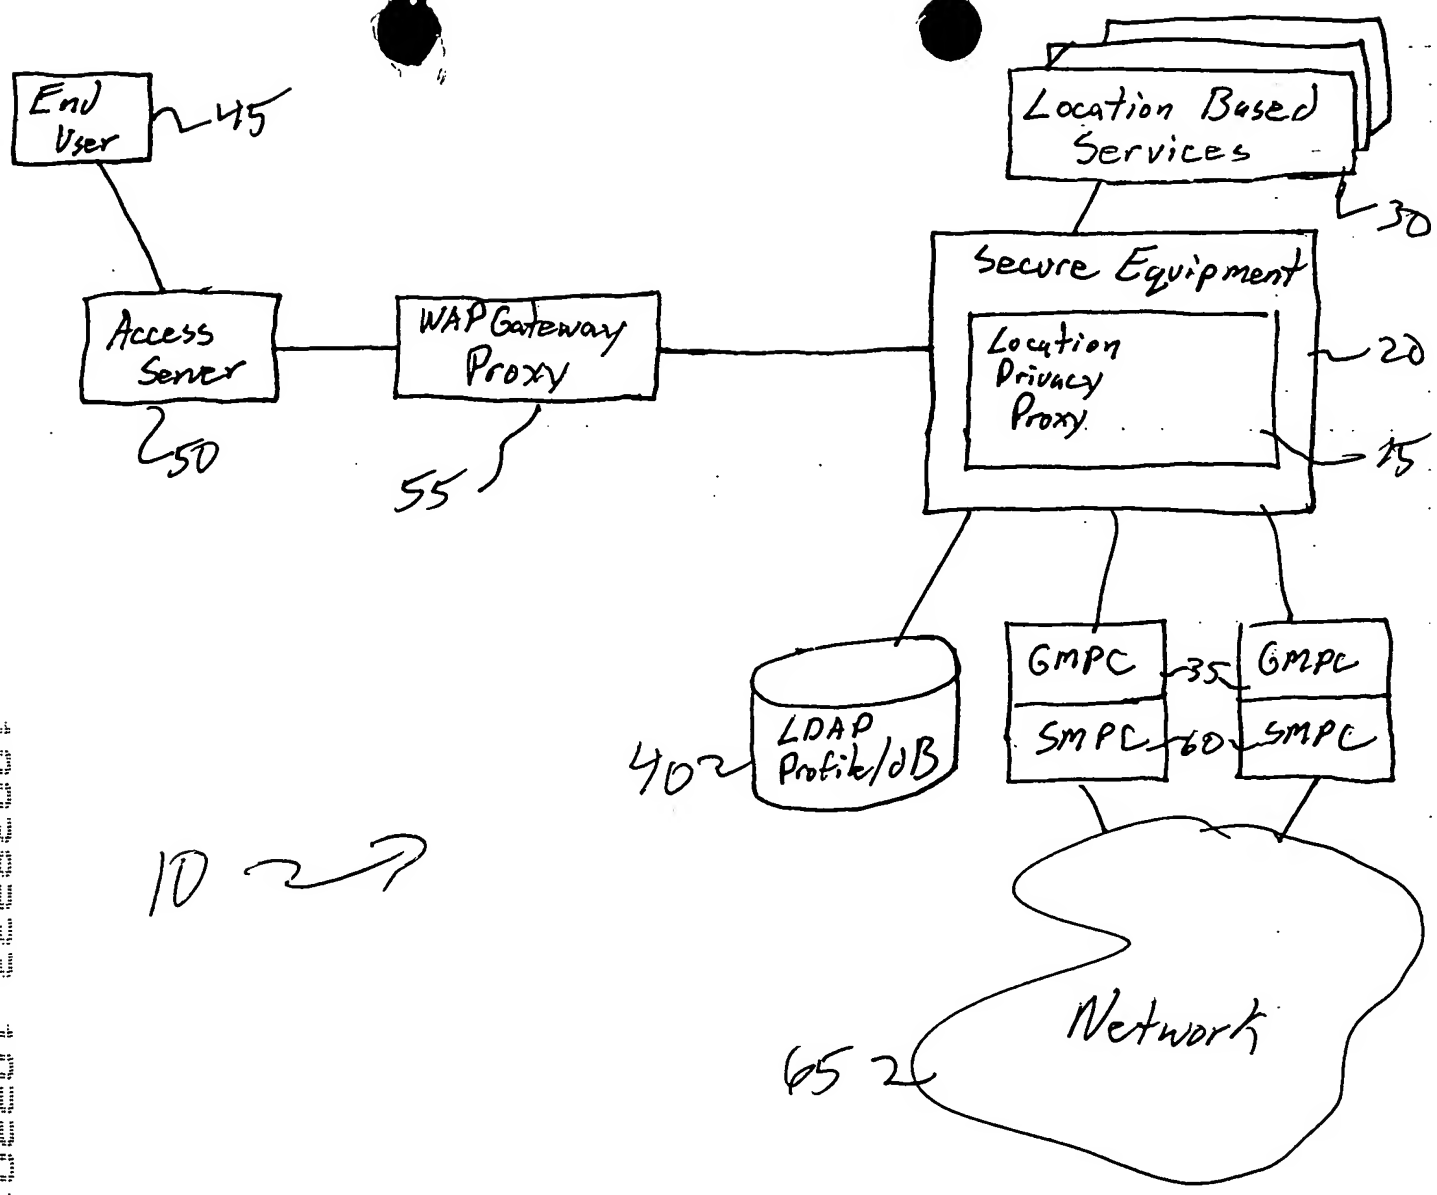 End
User
45
Location Based
Services
30
Secure Equipment
Access
Server
50
WAP Gateway
Proxy
55
Location
Privacy
Proxy
20
15
GMPC
35
GMPC
SMPC
60
SMPC
LDAP
Profile/dB
40
10
Network
65